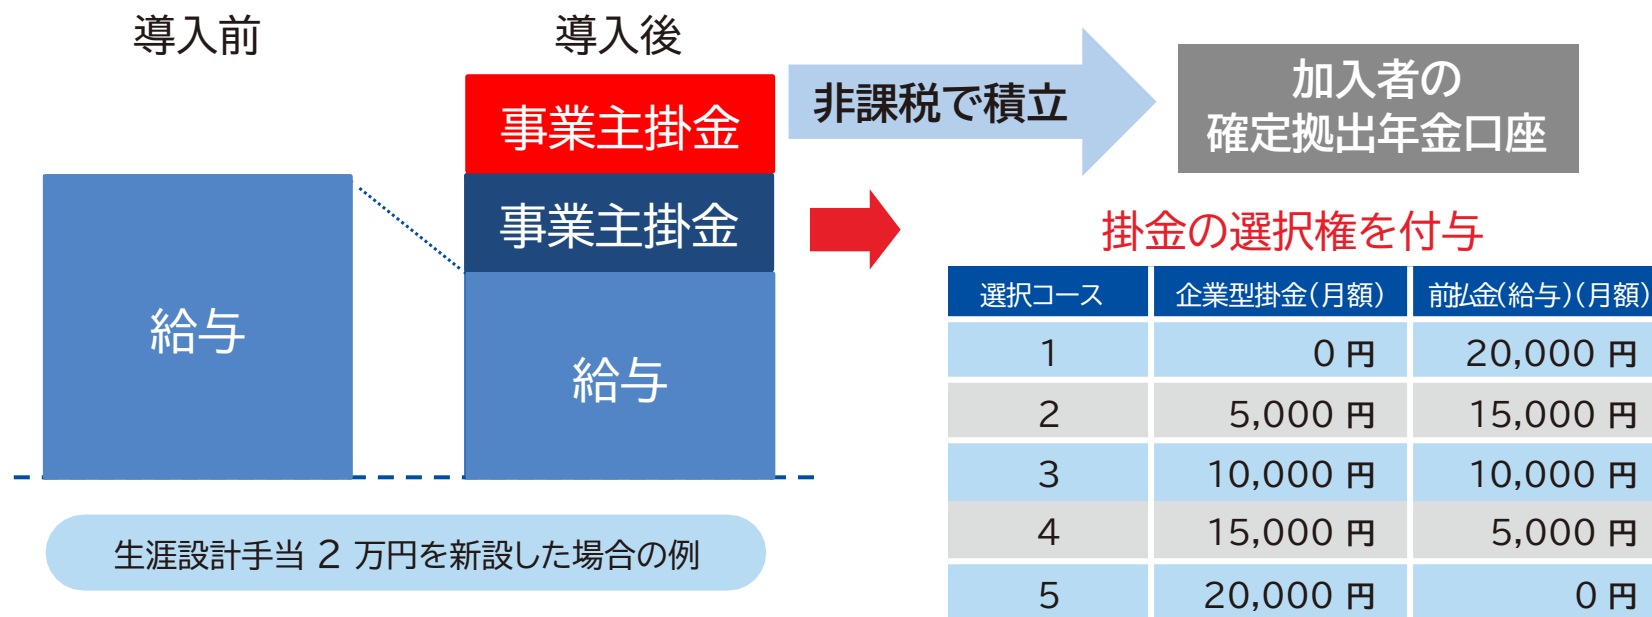 導入前
導入後
事業主掛金
事業主掛金
給与
給与
生涯設計手当 2 万円を新設した場合の例
非課税で積立
加入者の
確定拠出年金口座
掛金の選択権を付与
選択コース 企業型掛金(月額) 前払金(給与)(月額)
1 0 円 20,000 円
2 5,000 円 15,000 円
3 10,000 円 10,000 円
4 15,000 円 5,000 円
5 20,000 円 0 円